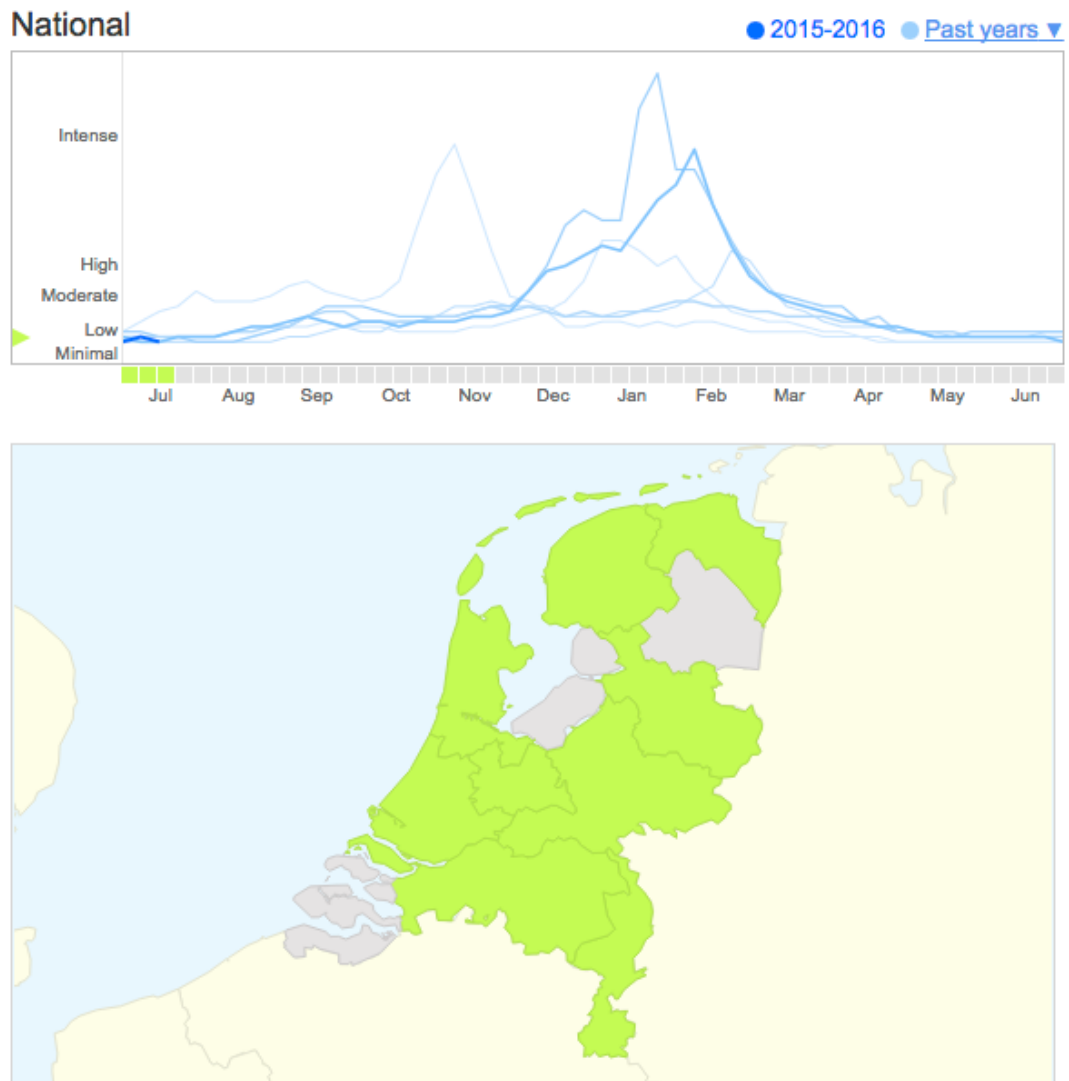 National
2015-2016 Past years ▼
Intense
High
Moderate
Low
Minimal
Jul Aug Sep Oct Nov Dec Jan Feb Mar Apr May Jun